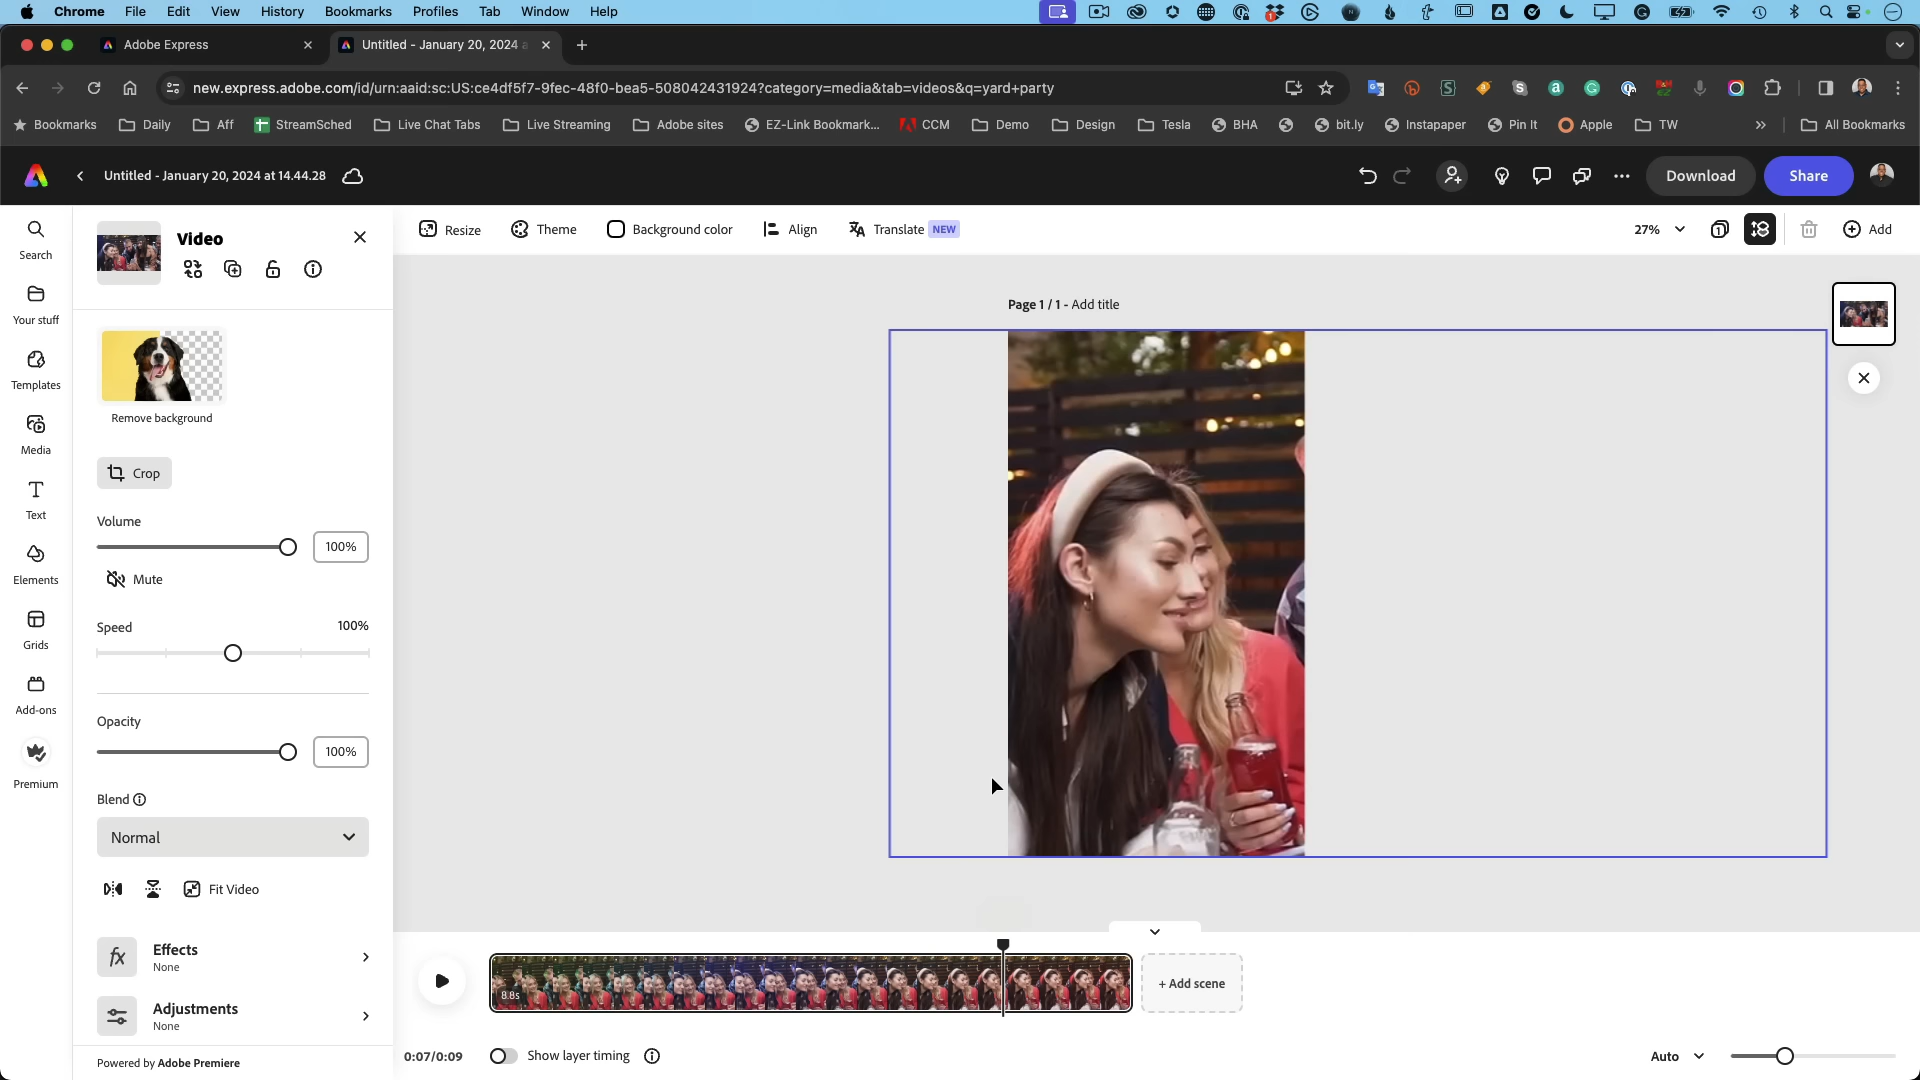 Chrome File Edit View History Bookmarks Profiles Tab Window Help
Adobe Express
Untitled - January 20, 2024 a
new.express.adobe.com/id/urn:aaid:sc:US:ce4df5f7-9fec-48f0-bea5-508042431924?category=media&tab=videos&q=yard+party
Bookmarks Daily Aff StreamSched Live Chat Tabs Live Streaming Adobe sites EZ-Link Bookmark... CCM Demo Design Tesla BHA bit.ly Instapaper Pin It Apple TW » All Bookmarks
Untitled - January 20, 2024 at 14.44.28
Download Share
Search
Your stuff
Templates
Media
Text
Elements
Grids
Add-ons
Premium
Video
Remove background
Crop
Volume
100%
Mute
Speed 100%
Opacity
100%
Blend
Normal
Fit Video
fx Effects
None
Adjustments
None
Powered by Adobe Premiere
Resize Theme Background color Align Translate NEW 27% 1 Add
Page 1 / 1 - Add title
8.8s
+ Add scene
0:07/0:09 Show layer timing Auto